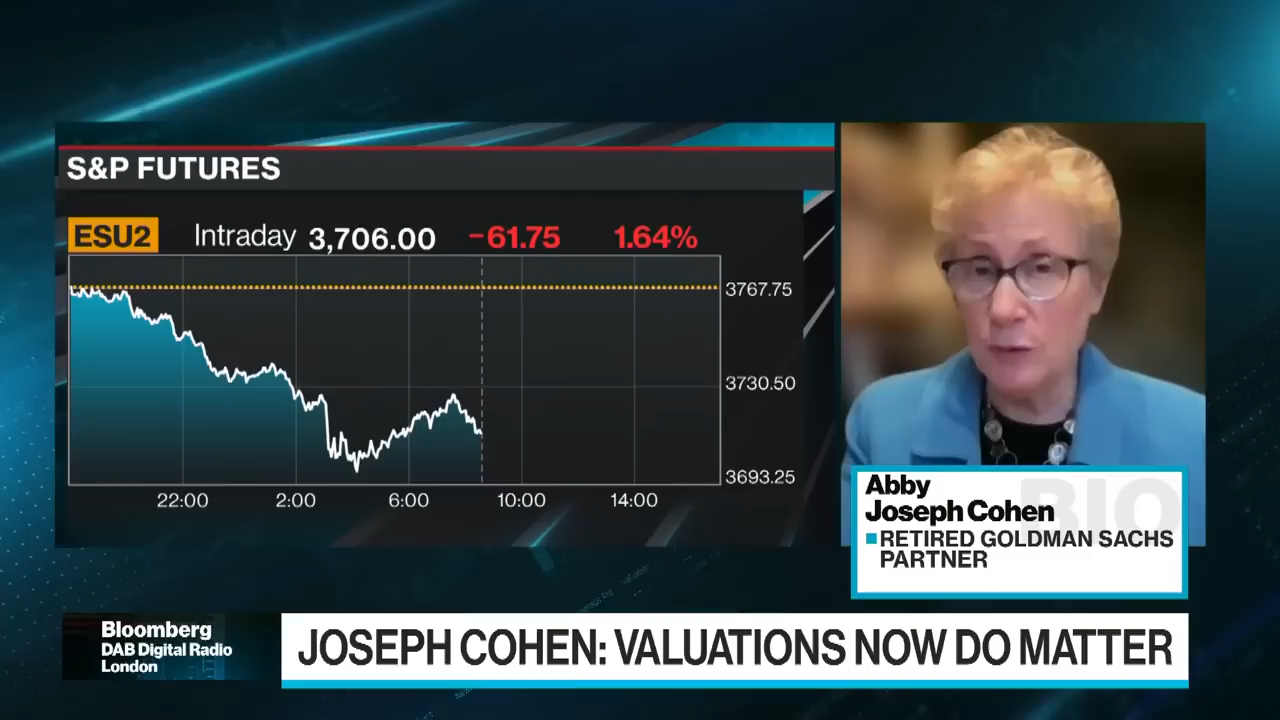 S&P FUTURES
ESU2 Intraday 3,706.00 −61.75 1.64%
3767.75
3730.50
3693.25
22:00 2:00 6:00 10:00 14:00
BIO
Abby
Joseph Cohen
RETIRED GOLDMAN SACHS
PARTNER
Bloomberg
DAB Digital Radio
London
JOSEPH COHEN: VALUATIONS NOW DO MATTER